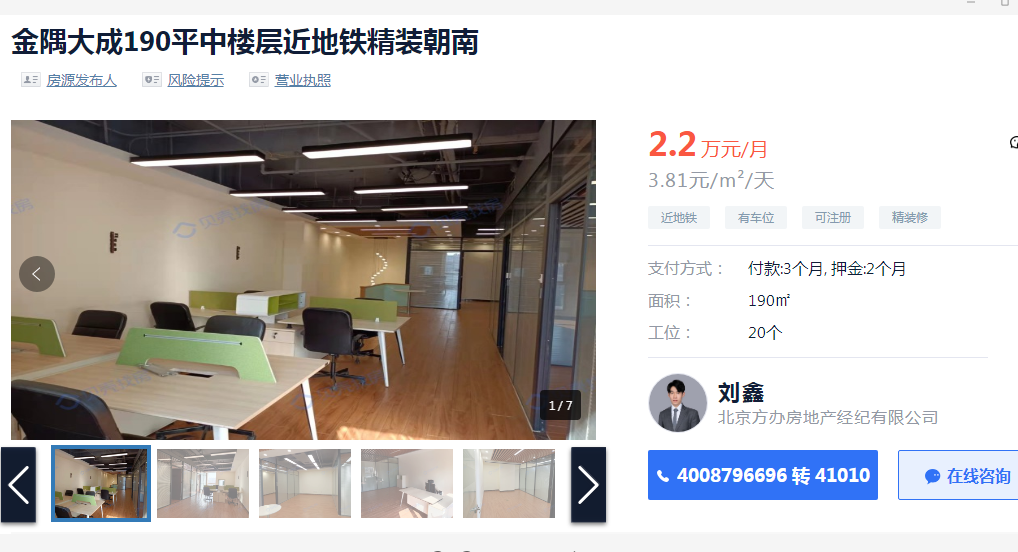 金隅大成190平中楼层近地铁精装朝南
房源发布人 风险提示 营业执照
2.2 万元/月
3.81元/m²/天
近地铁 有车位 可注册 精装修
支付方式： 付款:3个月, 押金:2个月
面积： 190㎡
工位： 20个
1/7
刘鑫
北京方办房地产经纪有限公司
4008796696 转 41010
在线咨询